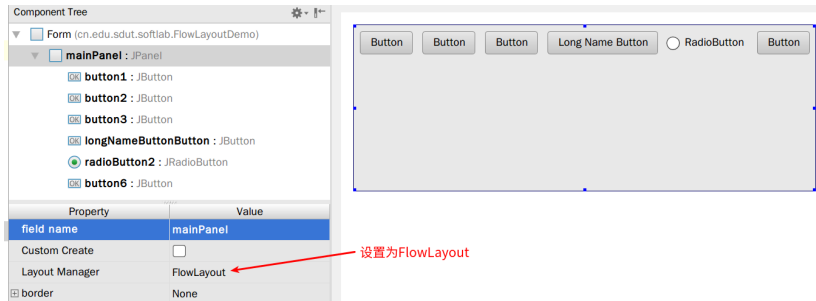 Component Tree
Form (cn.edu.sdut.softlab.FlowLayoutDemo)
mainPanel : JPanel
OK button1 : JButton
OK button2 : JButton
OK button3 : JButton
OK longNameButtonButton : JButton
radioButton2 : JRadioButton
OK button6 : JButton
Property Value
field name mainPanel
Custom Create
Layout Manager FlowLayout
border None
Button Button Button Long Name Button RadioButton Button
设置为FlowLayout